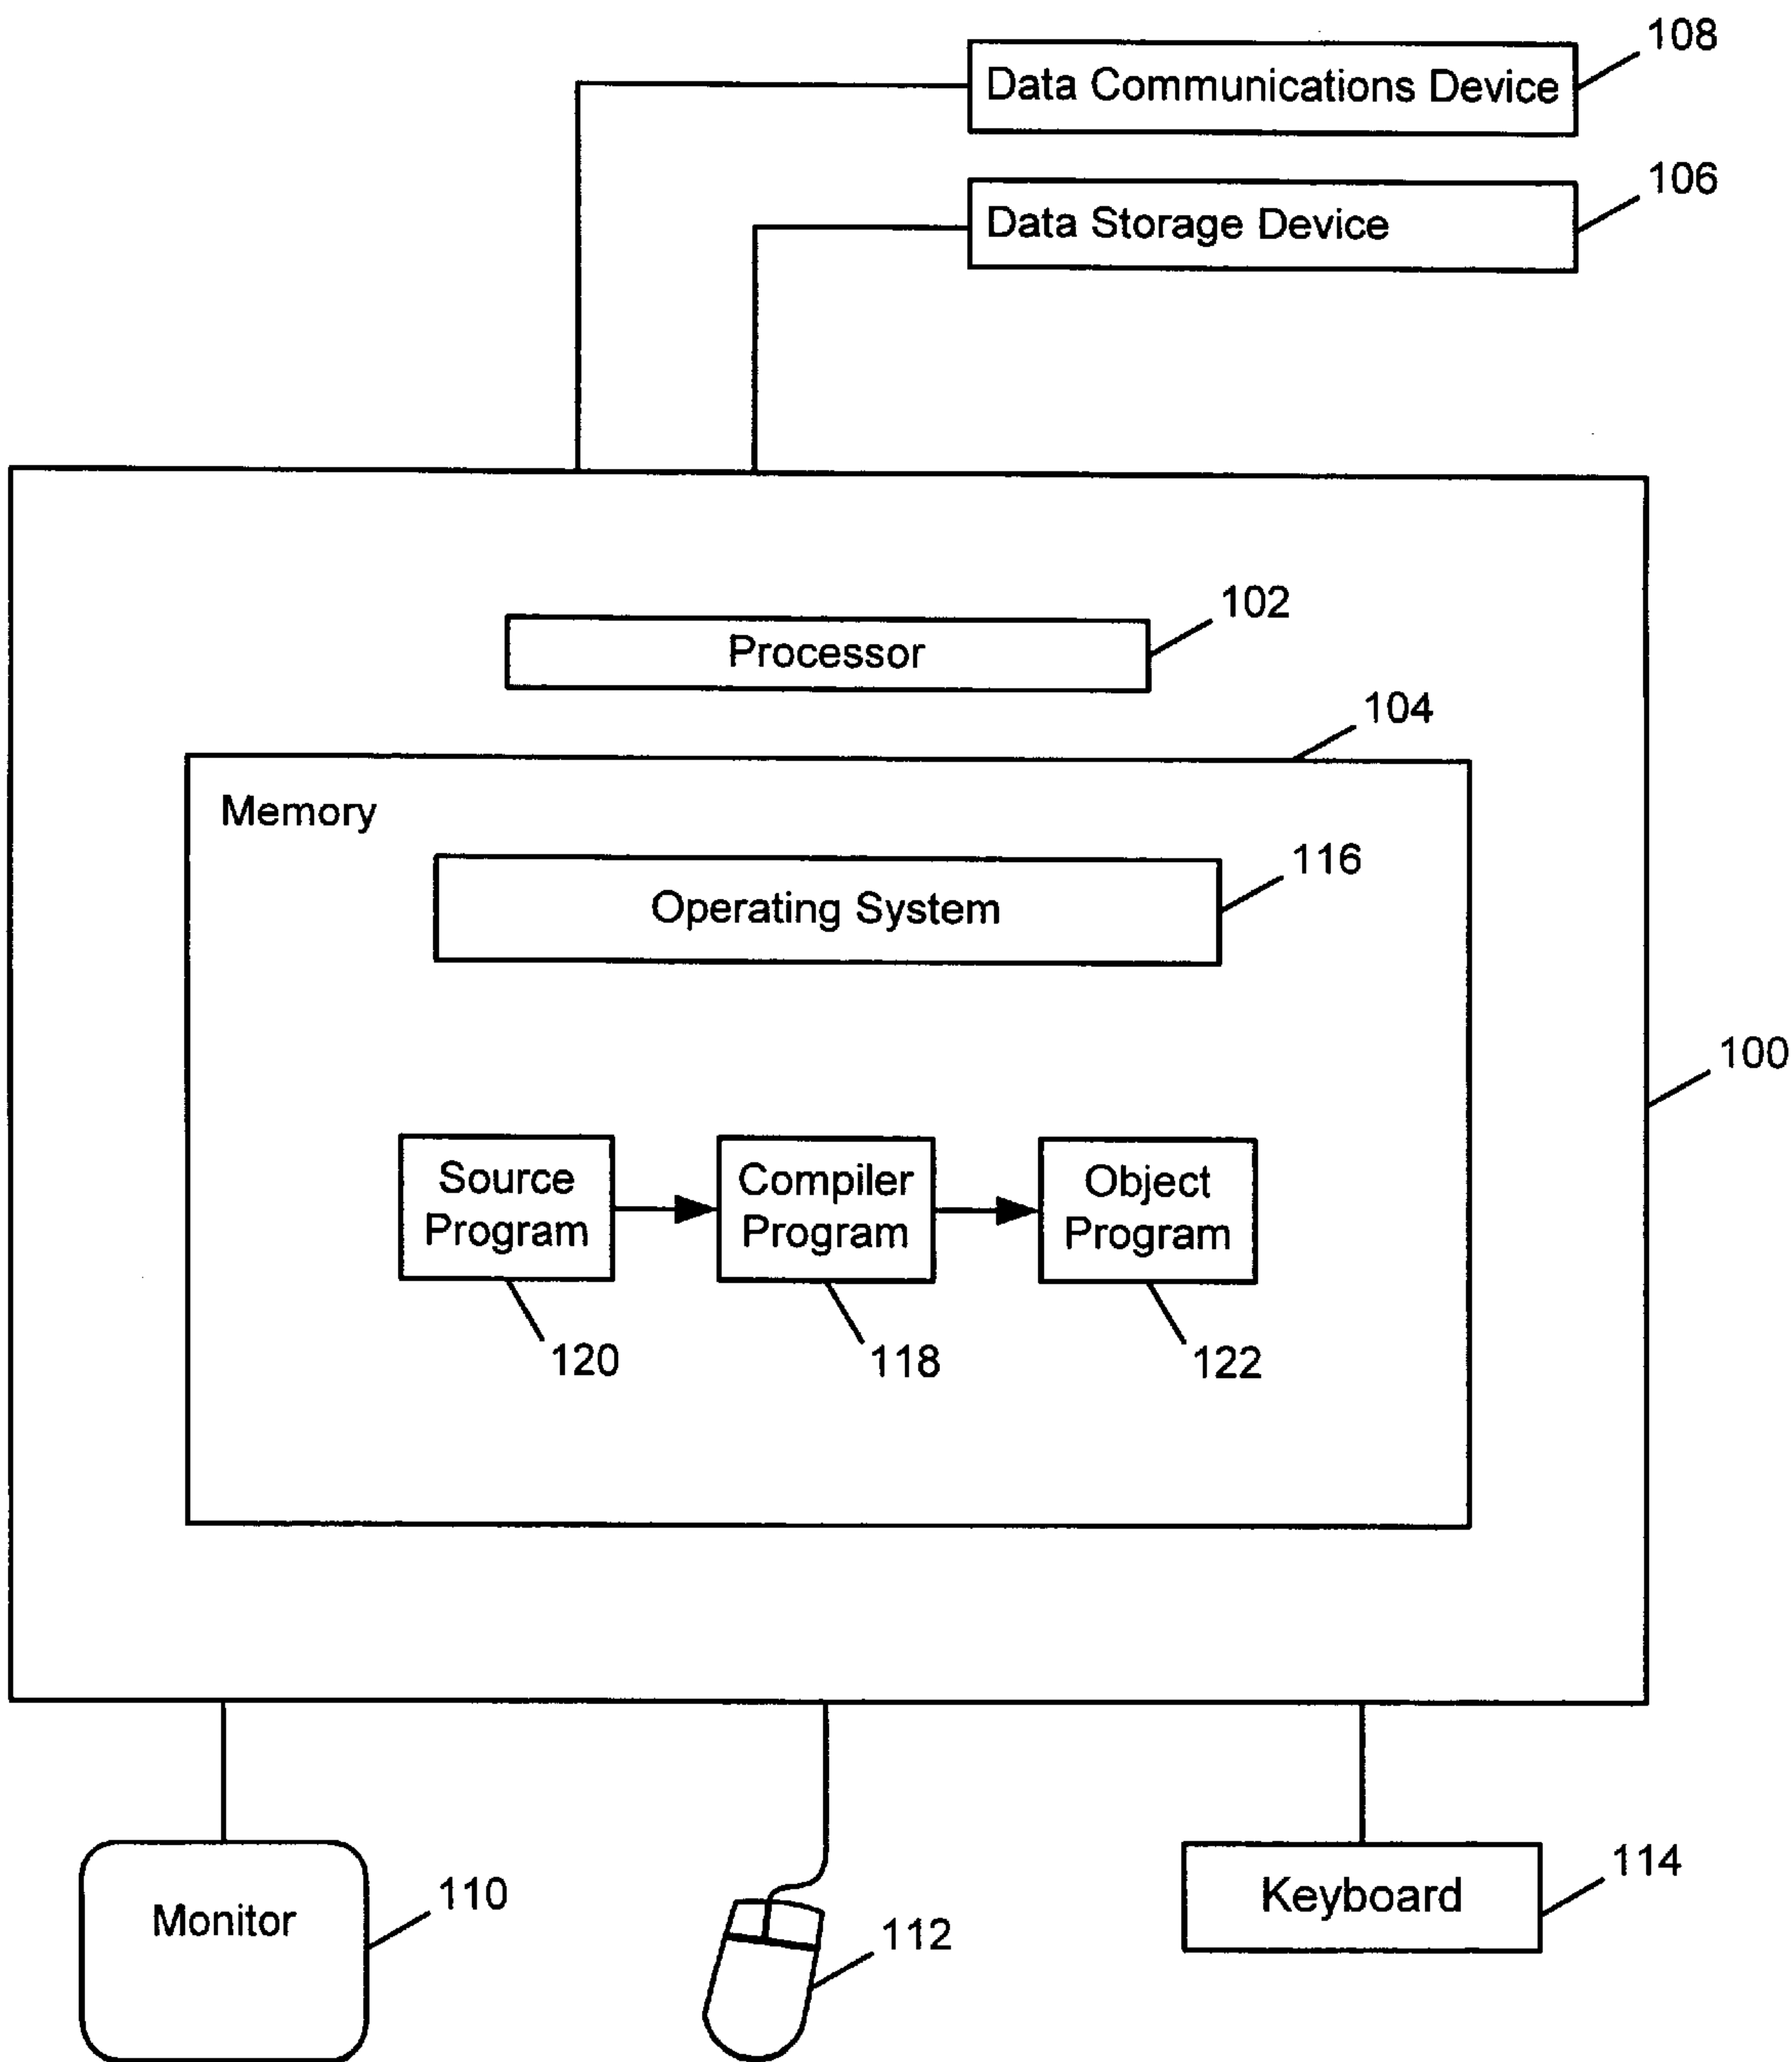 108
Data Communications Device
106
Data Storage Device
102
Processor
104
Memory
116
Operating System
100
Source
Program
Compiler
Program
Object
Program
120
118
122
110
Monitor
112
114
Keyboard